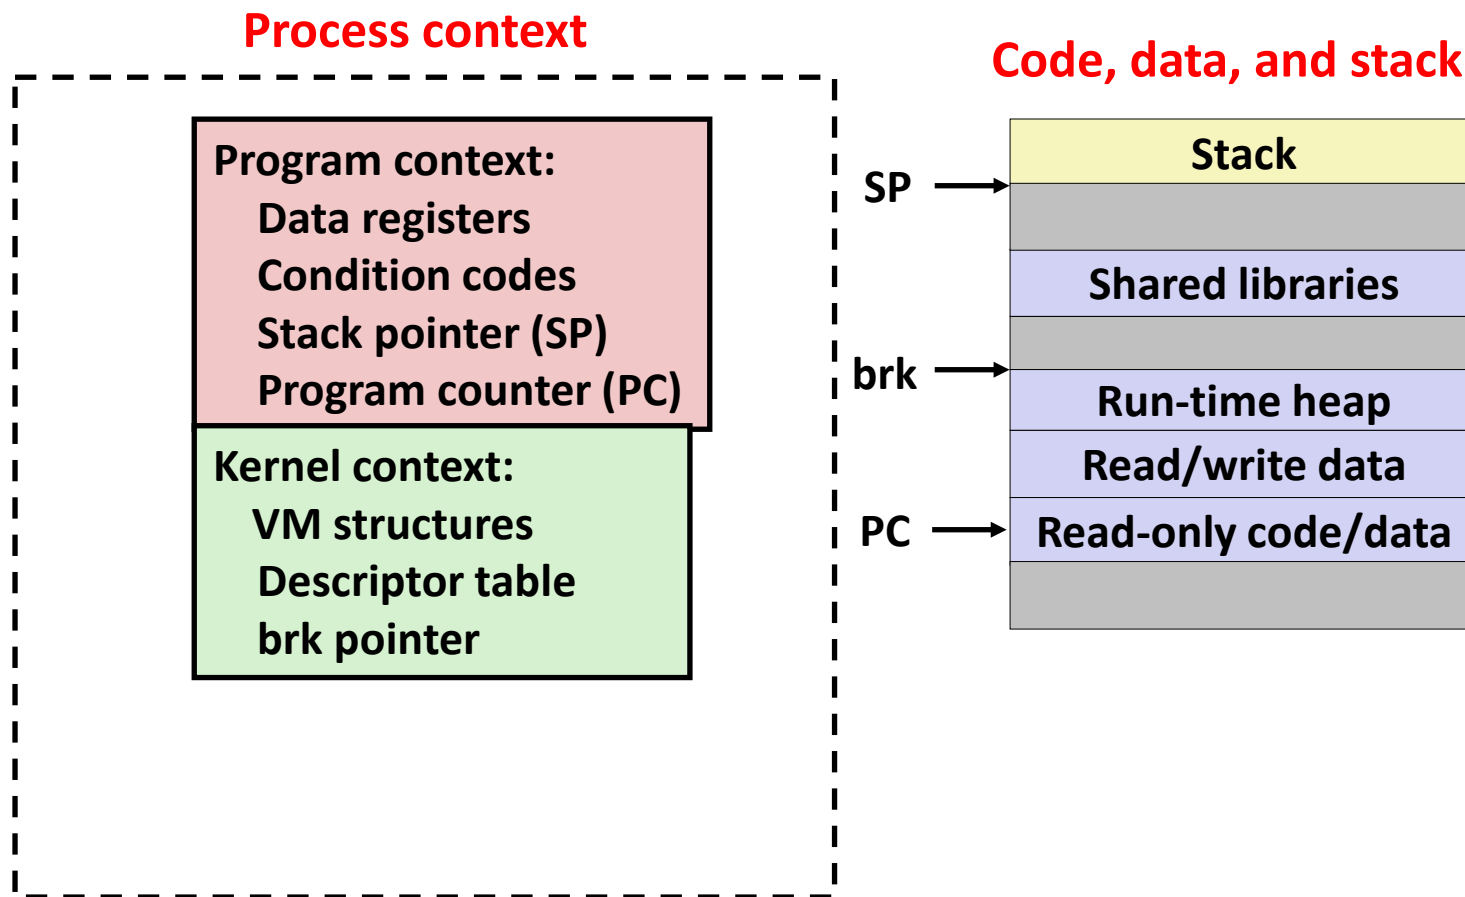 Process context
Program context:
Data registers
Condition codes
Stack pointer (SP)
Program counter (PC)
Kernel context:
VM structures
Descriptor table
brk pointer
Code, data, and stack
Stack
SP
Shared libraries
brk
Run-time heap
Read/write data
PC
Read-only code/data